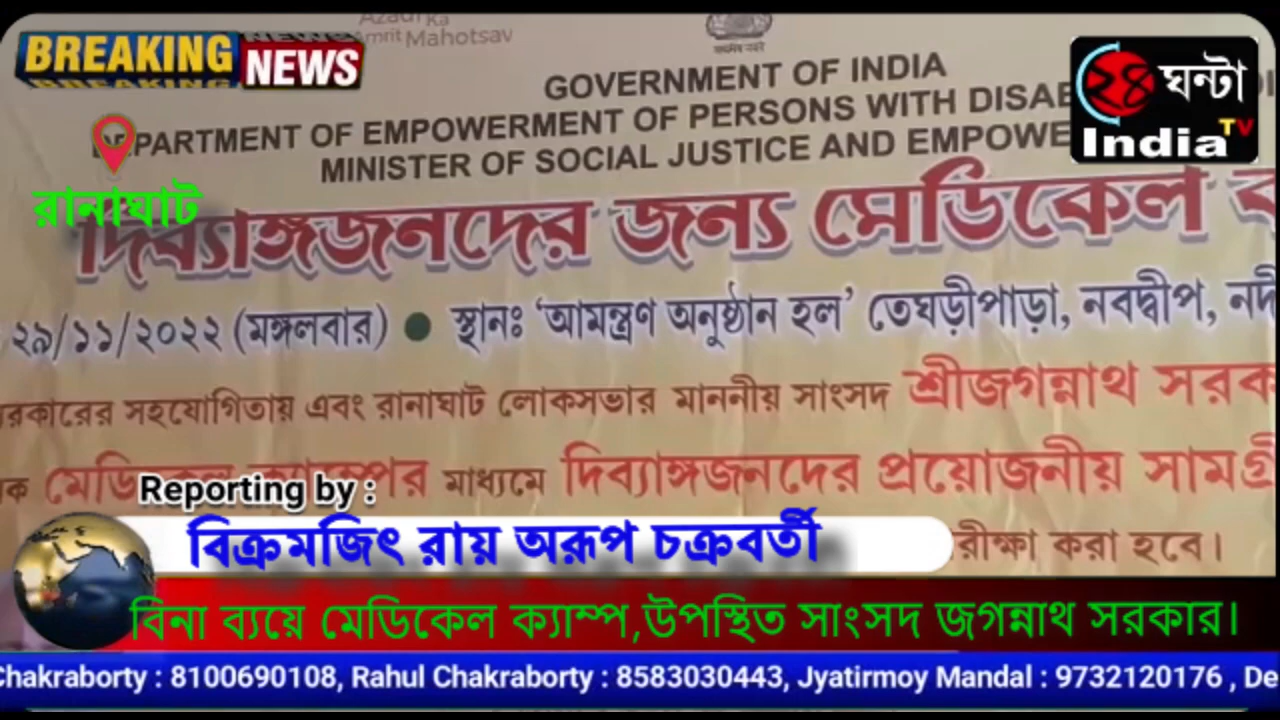 Azadi Ka
Amrit Mahotsav
BREAKING NEWS
GOVERNMENT OF INDIA
২৪ ঘন্টা
India TV
PARTMENT OF EMPOWERMENT OF PERSONS WITH DISAB
MINISTER OF SOCIAL JUSTICE AND EMPOWE
রানাঘাট
দিব্যাঙ্গজনদের জন্য মেডিকেল ক
২৯/১১/২০২২ (মঙ্গলবার) ● স্থানঃ ‘আমন্ত্রণ অনুষ্ঠান হল’ তেঘড়ীপাড়া, নবদ্বীপ, নদী
রকারের সহযোগিতায় এবং রানাঘাট লোকসভার মাননীয় সাংসদ শ্রীজগন্নাথ সরক
ক মেডিকেল ক্যাম্পের মাধ্যমে দিব্যাঙ্গজনদের প্রয়োজনীয় সামগ্রী
Reporting by :
বিক্রমজিৎ রায় অরূপ চক্রবর্তী
রীক্ষা করা হবে।
বিনা ব্যয়ে মেডিকেল ক্যাম্প,উপস্থিত সাংসদ জগন্নাথ সরকার।
Chakraborty : 8100690108, Rahul Chakraborty : 8583030443, Jyatirmoy Mandal : 9732120176 , De